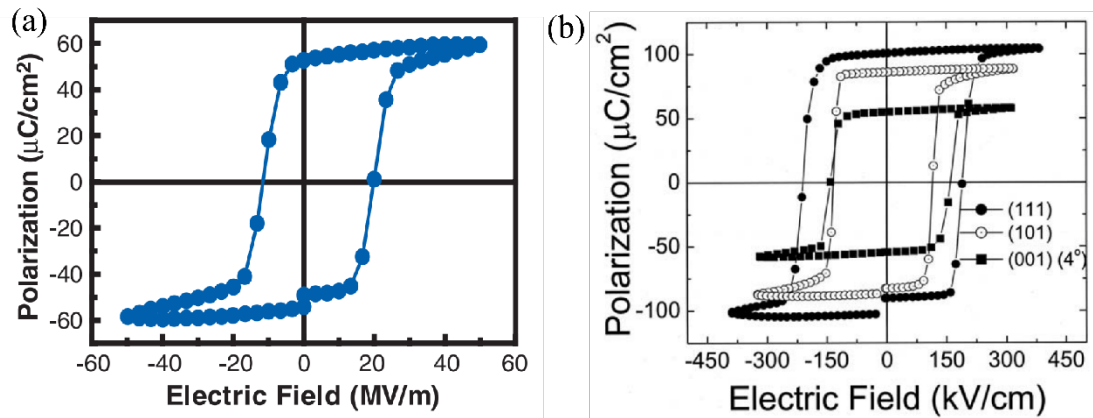 (a)
Polarization (μC/cm²)
60
40
20
0
-20
-40
-60
-60 -40 -20 0 20 40 60
Electric Field (MV/m)
(b)
Polarization (μC/cm²)
100
50
0
-50
-100
(111)
(101)
(001) (4°)
-450 -300 -150 0 150 300 450
Electric Field (kV/cm)